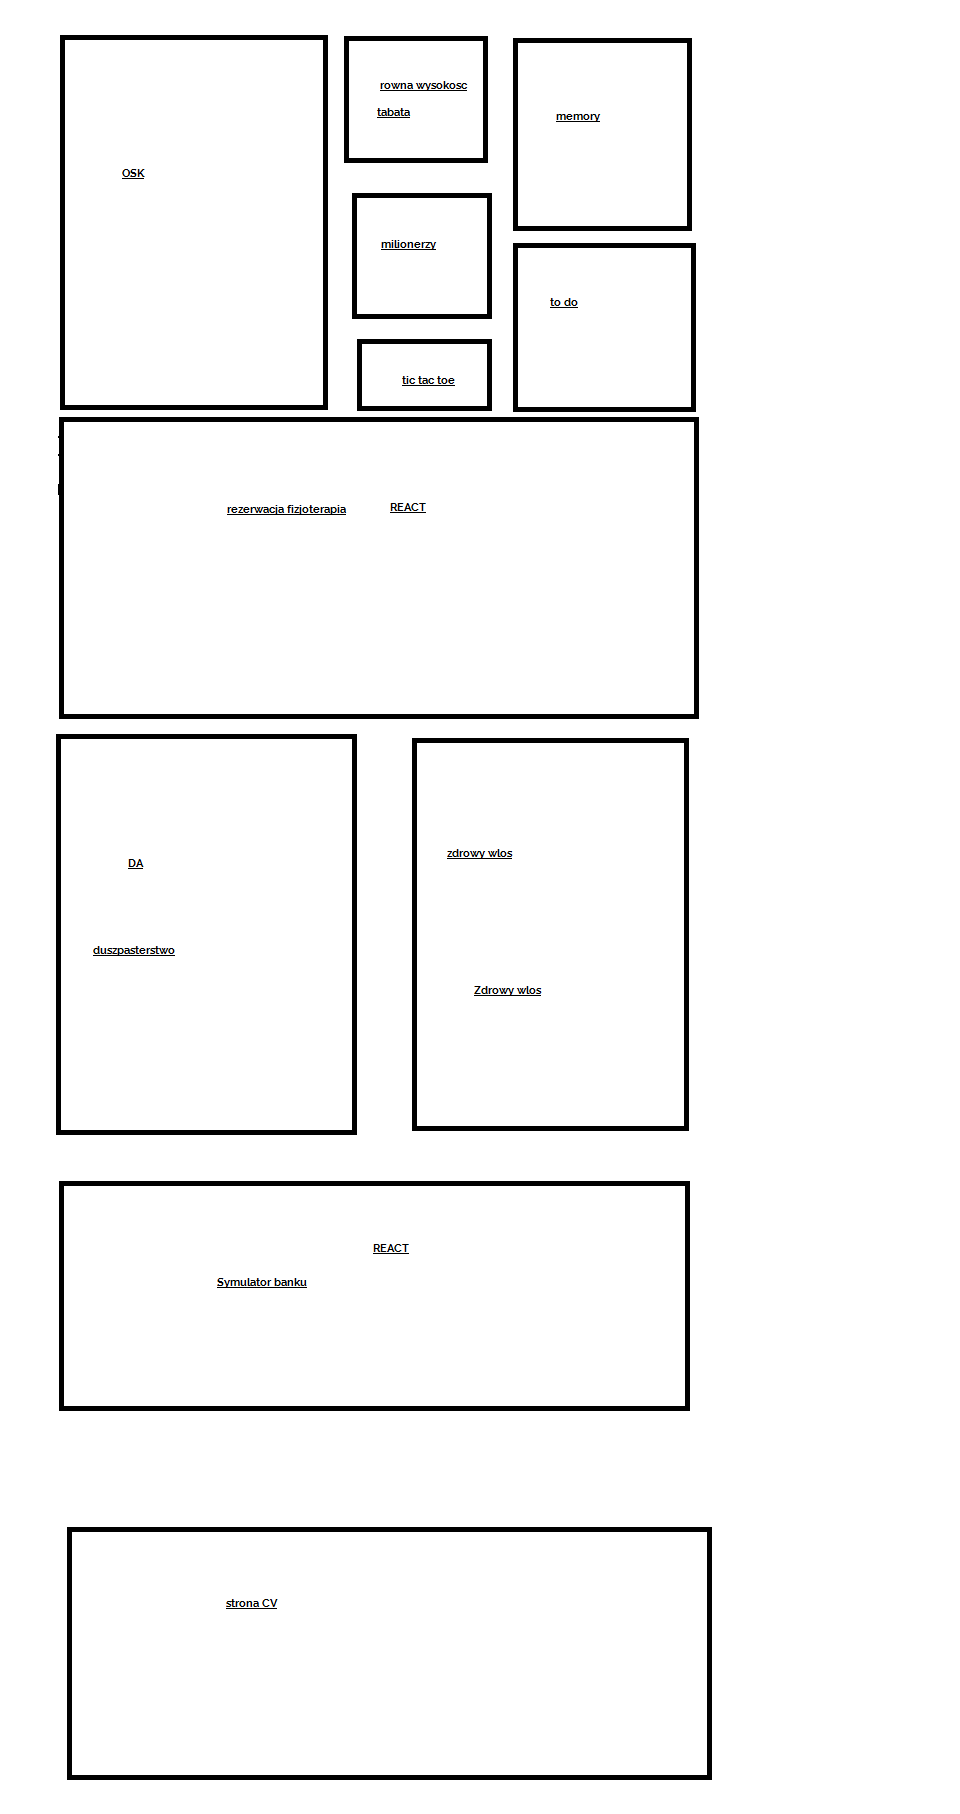 OSK
rowna wysokosc
tabata
milionerzy
tic tac toe
memory
to do
rezerwacja fizjoterapia
REACT
DA
duszpasterstwo
zdrowy wlos
Zdrowy wlos
REACT
Symulator banku
strona CV